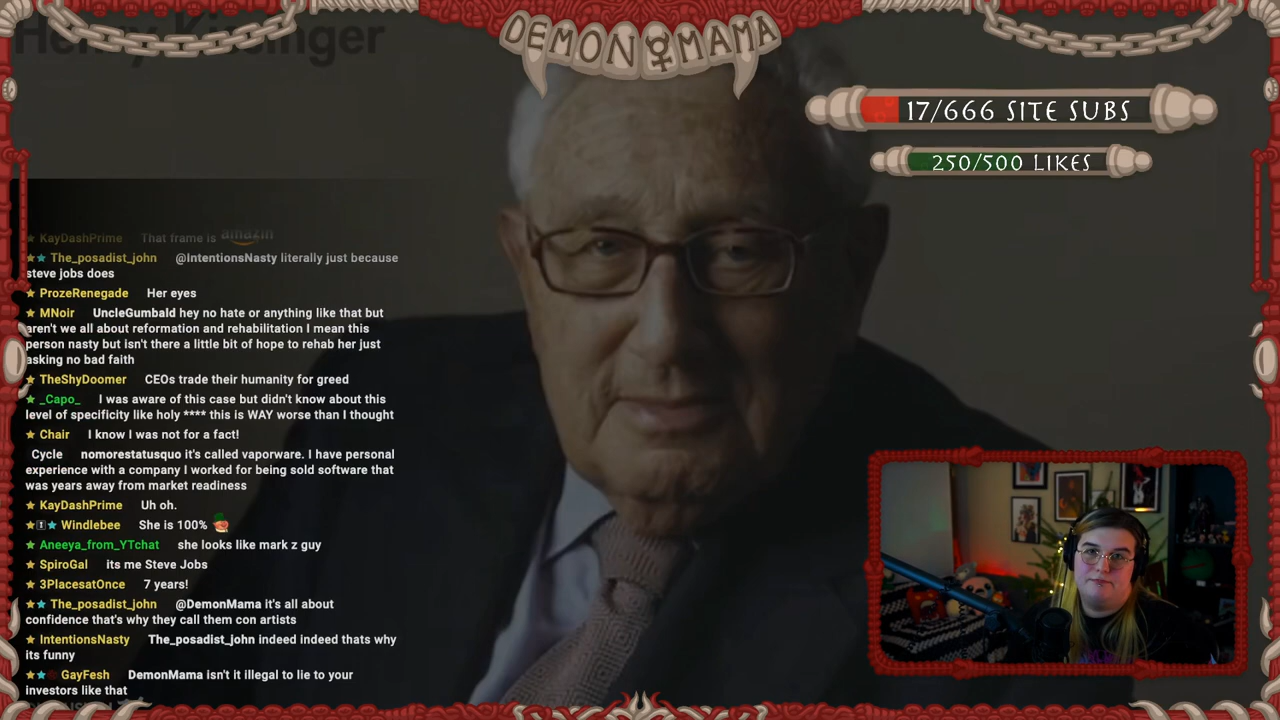 Henry Kissinger
DEMON MAMA
17/666 SITE SUBS
250/500 LIKES
KayDashPrime That frame is amazin
The_posadist_john @IntentionsNasty literally just because
steve jobs does
ProzeRenegade Her eyes
MNoir UncleGumbald hey no hate or anything like that but
aren't we all about reformation and rehabilitation I mean this
person nasty but isn't there a little bit of hope to rehab her just
asking no bad faith
TheShyDoomer CEOs trade their humanity for greed
_Capo_ I was aware of this case but didn't know about this
level of specificity like holy **** this is WAY worse than I thought
Chair I know I was not for a fact!
Cycle nomorestatusquo it's called vaporware. I have personal
experience with a company I worked for being sold software that
was years away from market readiness
KayDashPrime Uh oh.
Windlebee She is 100%
Aneeya_from_YTchat she looks like mark z guy
SpiroGal its me Steve Jobs
3PlacesatOnce 7 years!
The_posadist_john @DemonMama it's all about
confidence that's why they call them con artists
IntentionsNasty The_posadist_john indeed indeed thats why
its funny
GayFesh DemonMama isn't it illegal to lie to your
investors like that